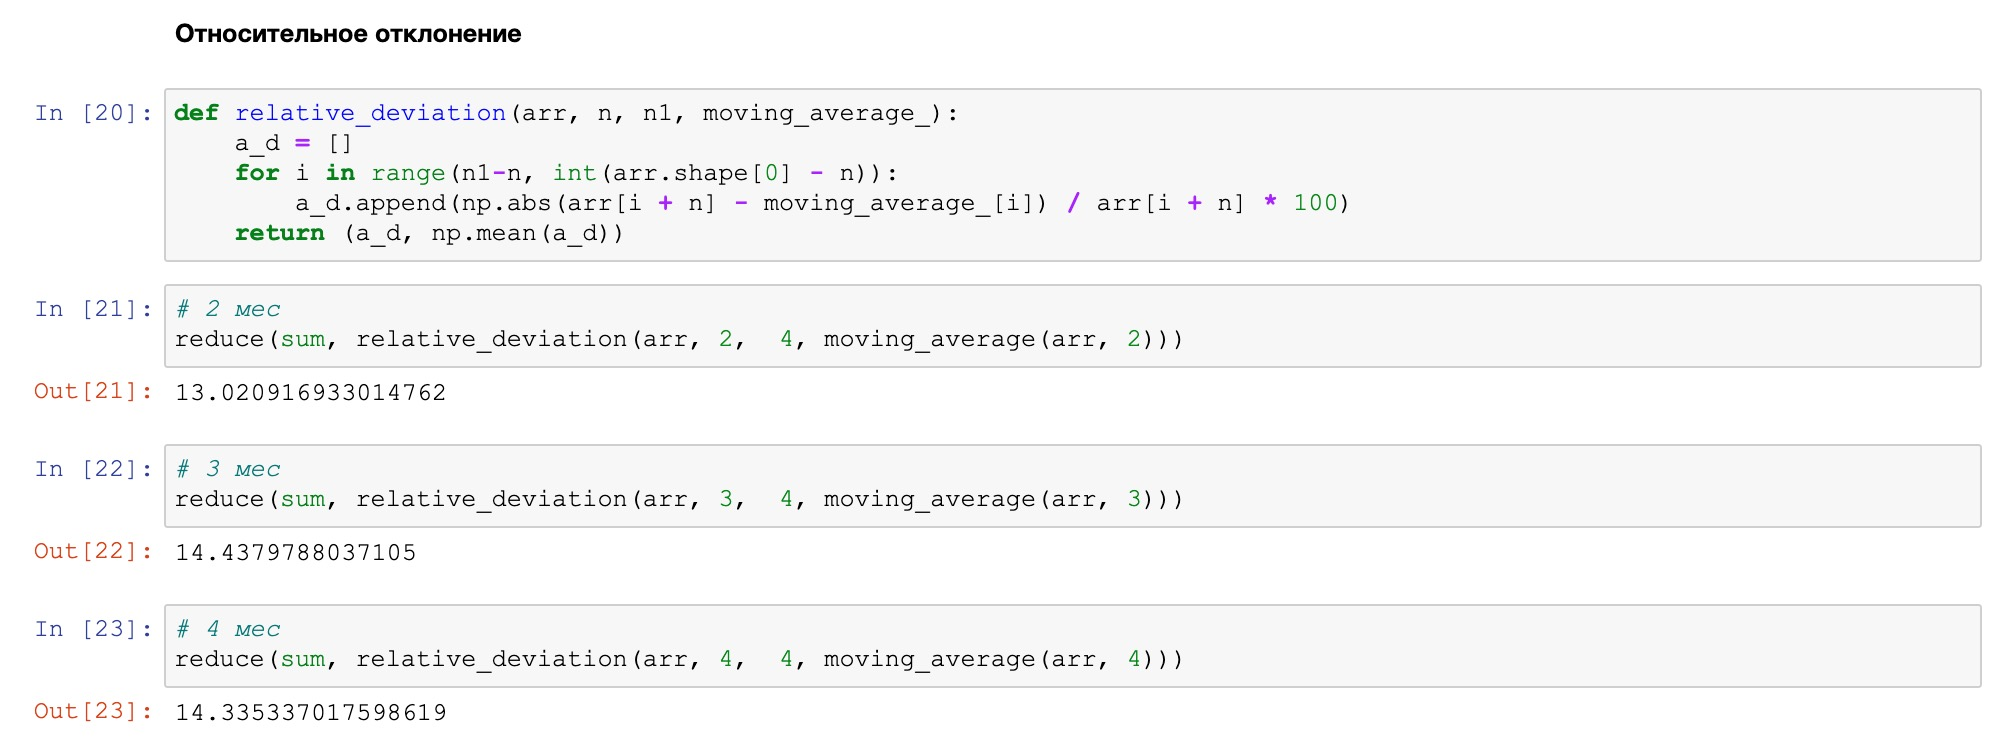 Относительное отклонение
In [20]: def relative_deviation(arr, n, n1, moving_average_):
    a_d = []
    for i in range(n1-n, int(arr.shape[0] - n)):
        a_d.append(np.abs(arr[i + n] - moving_average_[i]) / arr[i + n] * 100)
    return (a_d, np.mean(a_d))
In [21]: # 2 мес
reduce(sum, relative_deviation(arr, 2,  4, moving_average(arr, 2)))
Out[21]: 13.020916933014762
In [22]: # 3 мес
reduce(sum, relative_deviation(arr, 3,  4, moving_average(arr, 3)))
Out[22]: 14.4379788037105
In [23]: # 4 мес
reduce(sum, relative_deviation(arr, 4,  4, moving_average(arr, 4)))
Out[23]: 14.335337017598619